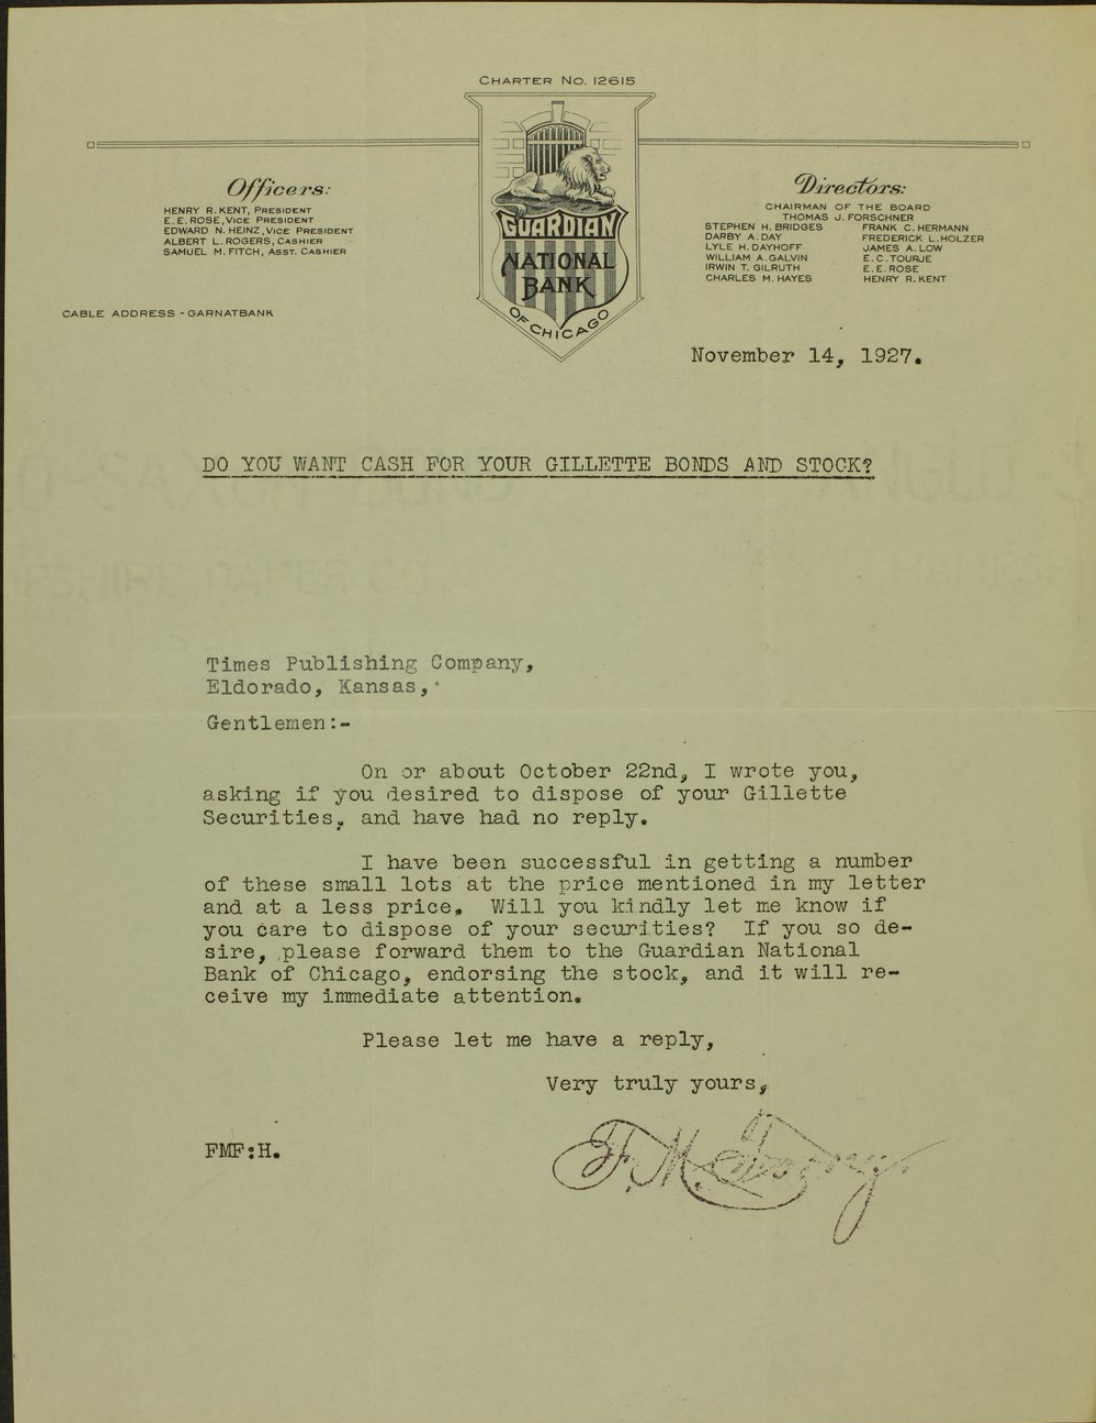 CHARTER NO. 12615
GUARDIAN
NATIONAL
BANK
OF CHICAGO
Officers:
HENRY R. KENT, PRESIDENT
E. E. ROSE, VICE PRESIDENT
EDWARD N. HEINZ, VICE PRESIDENT
ALBERT L. ROGERS, CASHIER
SAMUEL M. FITCH, ASST. CASHIER
CABLE ADDRESS - GARNATBANK
Directors:
CHAIRMAN OF THE BOARD
THOMAS J. FORSCHNER
STEPHEN H. BRIDGES
DARBY A. DAY
LYLE H. DAYHOFF
WILLIAM A. GALVIN
IRWIN T. GILRUTH
CHARLES M. HAYES
FRANK C. HERMANN
FREDERICK L. HOLZER
JAMES A. LOW
E. C. TOURJE
E. E. ROSE
HENRY R. KENT
November 14, 1927.
DO YOU WANT CASH FOR YOUR GILLETTE BONDS AND STOCK?
Times Publishing Company,
Eldorado, Kansas,
Gentlemen:-
On or about October 22nd, I wrote you,
asking if you desired to dispose of your Gillette
Securities, and have had no reply.
I have been successful in getting a number
of these small lots at the price mentioned in my letter
and at a less price. Will you kindly let me know if
you care to dispose of your securities? If you so de-
sire, please forward them to the Guardian National
Bank of Chicago, endorsing the stock, and it will re-
ceive my immediate attention.
Please let me have a reply,
Very truly yours,
FMF:H.
F. M.